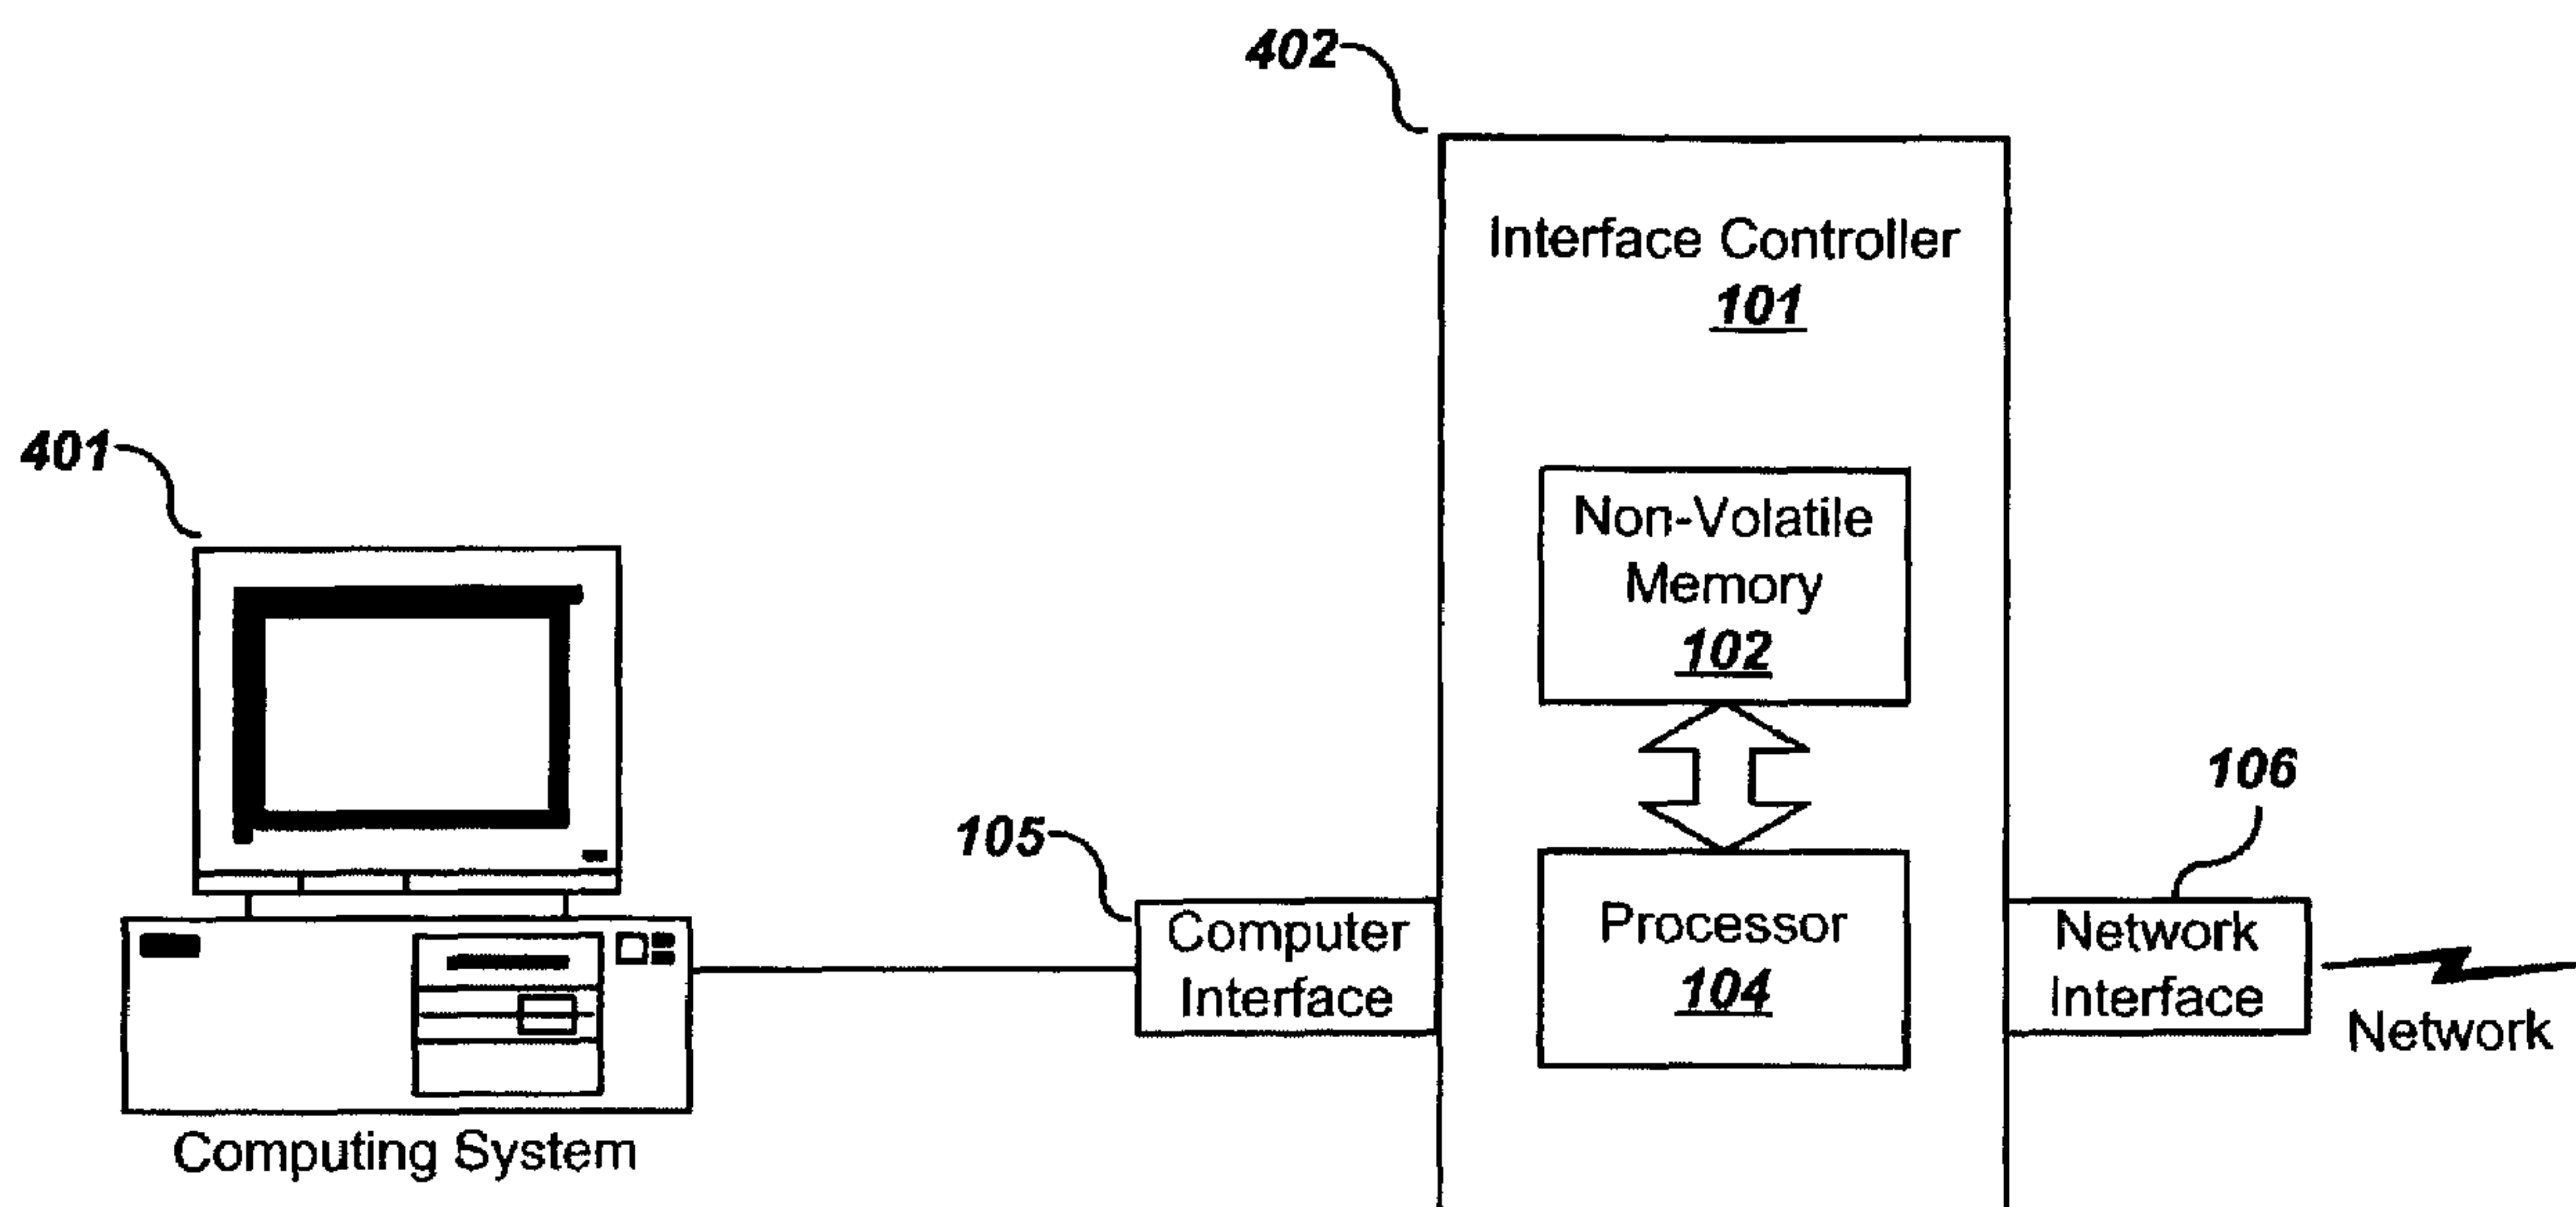 402
Interface Controller
101
401
Non-Volatile
Memory
102
106
105
Computer
Interface
Processor
104
Network
Interface
Network
Computing System